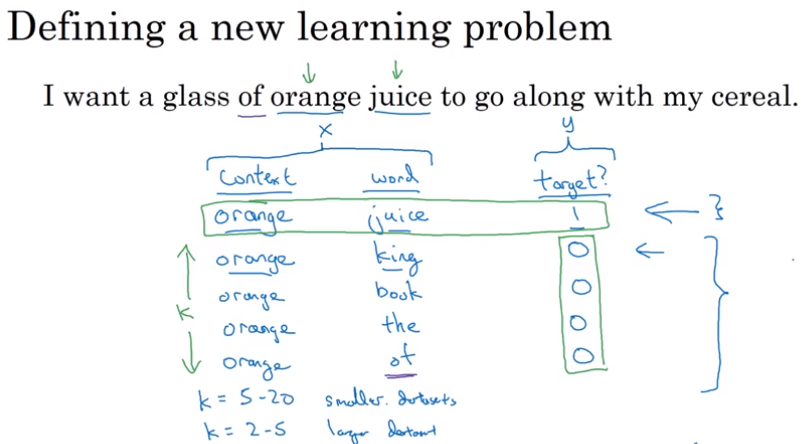 Defining a new learning problem
I want a glass of orange juice to go along with my cereal.
x y
context word target?
orange juice 1
orange king 0
orange book 0
k
orange the 0
orange of 0
k = 5-20 smaller datasets
k = 2-5 larger dataset